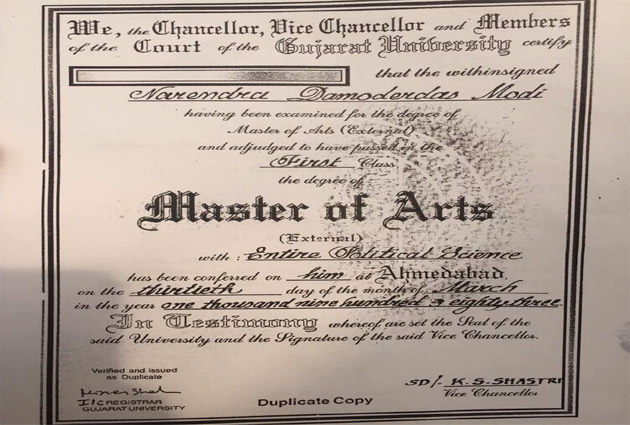 We, the Chancellor, Vice Chancellor and Members
of the Court of the Gujarat University certify
that the withinsigned
Narendra Damoderdas Modi
having been examined for the degree of
Master of Arts (External)
and adjudged to have passed in the
First Class
the degree of
Master of Arts
(External)
with : Entire Political Science
has been conferred on him at Ahmedabad.
on the thirtieth day of the month of March
in the year one thousand nine hundred & eighty three.
In Testimony whereof are set the Seal of the
said University and the Signature of the said Vice Chancellor.
Verified and issued
as Duplicate
I/C REGISTRAR
GUJARAT UNIVERSITY
Duplicate Copy
SD/- K. S. SHASTRI
Vice Chancellor